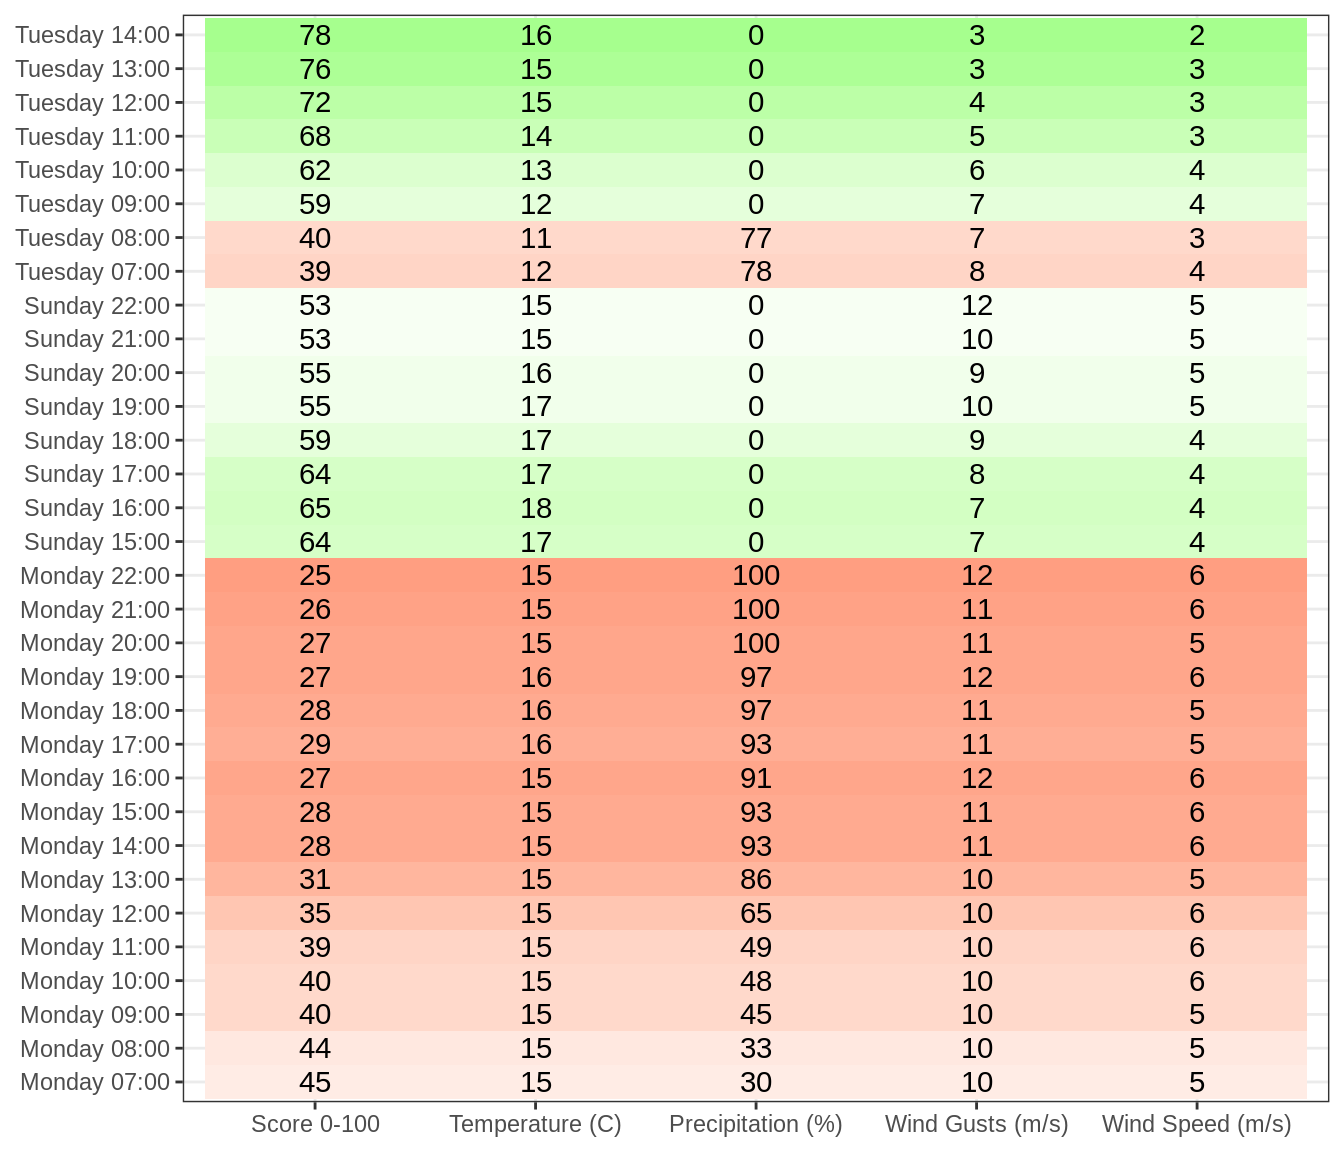 Tuesday 14:00 78 16 0 3 2
Tuesday 13:00 76 15 0 3 3
Tuesday 12:00 72 15 0 4 3
Tuesday 11:00 68 14 0 5 3
Tuesday 10:00 62 13 0 6 4
Tuesday 09:00 59 12 0 7 4
Tuesday 08:00 40 11 77 7 3
Tuesday 07:00 39 12 78 8 4
Sunday 22:00 53 15 0 12 5
Sunday 21:00 53 15 0 10 5
Sunday 20:00 55 16 0 9 5
Sunday 19:00 55 17 0 10 5
Sunday 18:00 59 17 0 9 4
Sunday 17:00 64 17 0 8 4
Sunday 16:00 65 18 0 7 4
Sunday 15:00 64 17 0 7 4
Monday 22:00 25 15 100 12 6
Monday 21:00 26 15 100 11 6
Monday 20:00 27 15 100 11 5
Monday 19:00 27 16 97 12 6
Monday 18:00 28 16 97 11 5
Monday 17:00 29 16 93 11 5
Monday 16:00 27 15 91 12 6
Monday 15:00 28 15 93 11 6
Monday 14:00 28 15 93 11 6
Monday 13:00 31 15 86 10 5
Monday 12:00 35 15 65 10 6
Monday 11:00 39 15 49 10 6
Monday 10:00 40 15 48 10 6
Monday 09:00 40 15 45 10 5
Monday 08:00 44 15 33 10 5
Monday 07:00 45 15 30 10 5
Score 0-100 Temperature (C) Precipitation (%) Wind Gusts (m/s) Wind Speed (m/s)